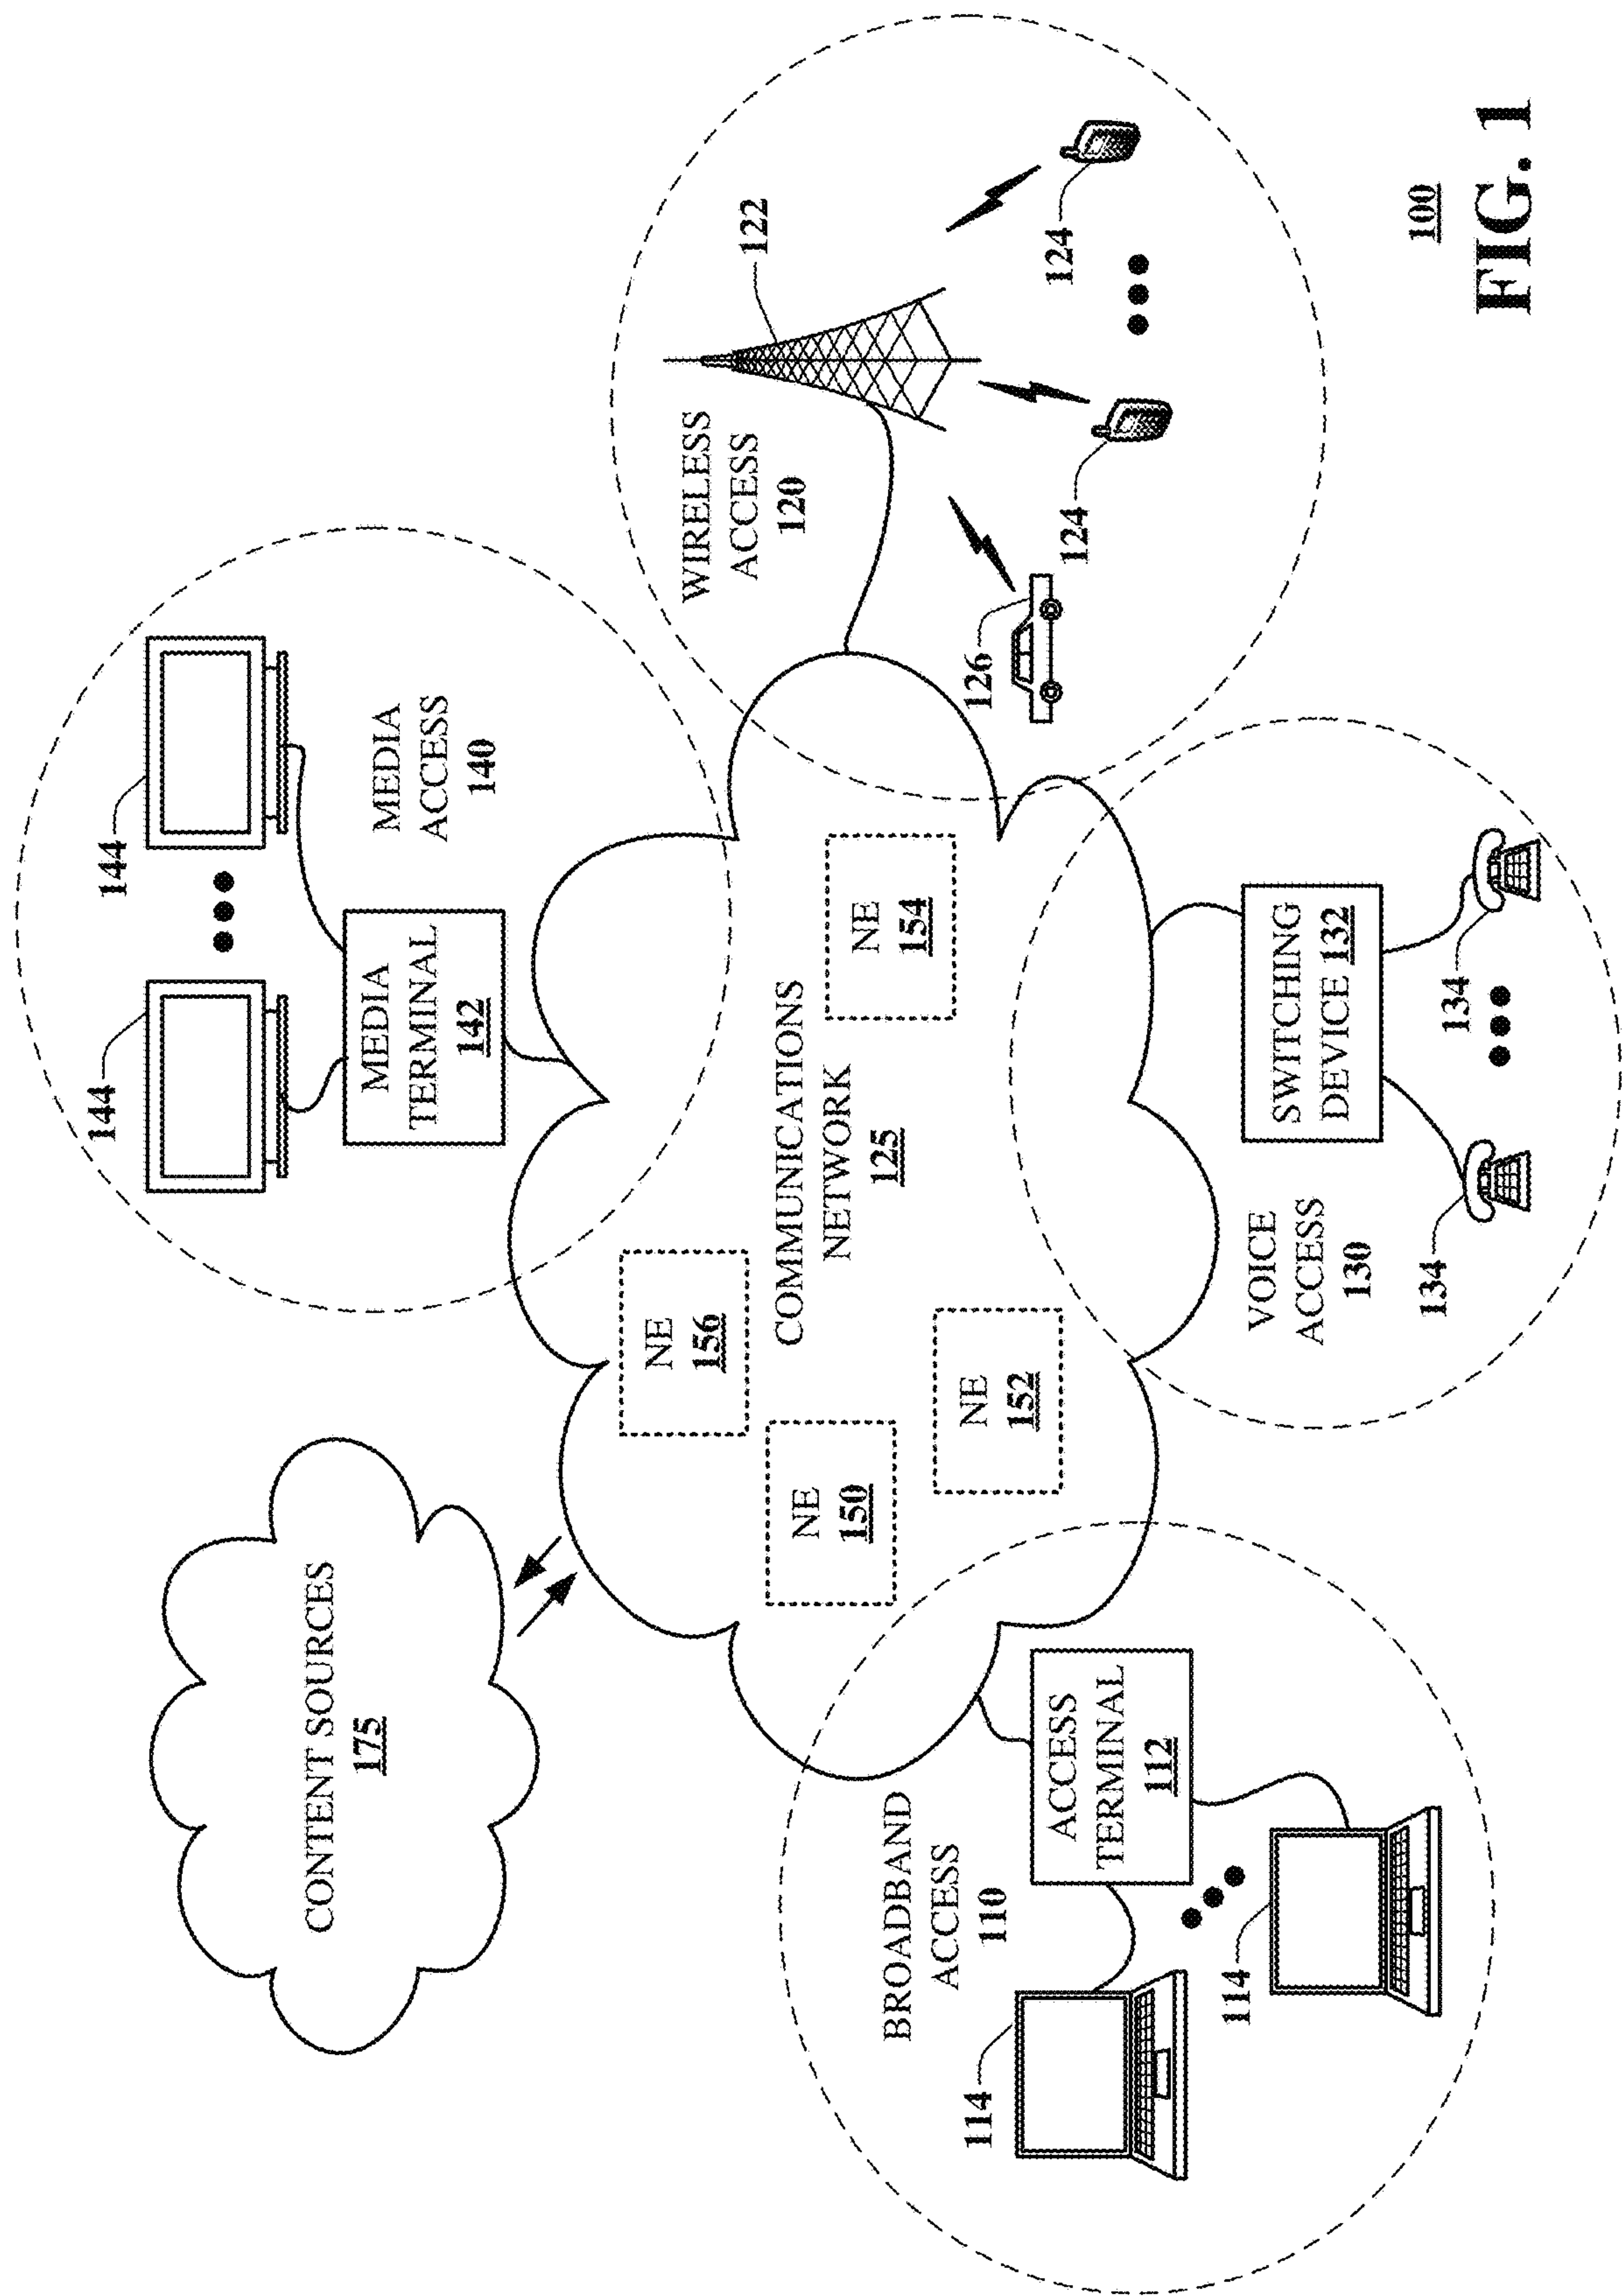 CONTENT SOURCES
175
144
144
MEDIA
TERMINAL
142
MEDIA
ACCESS
140
NE
156
NE
150
COMMUNICATIONS
NETWORK
125
NE
152
NE
154
WIRELESS
ACCESS
120
122
126
124
124
BROADBAND
ACCESS
110
ACCESS
TERMINAL
112
114
114
VOICE
ACCESS
130
SWITCHING
DEVICE 132
134
134
100
FIG. 1